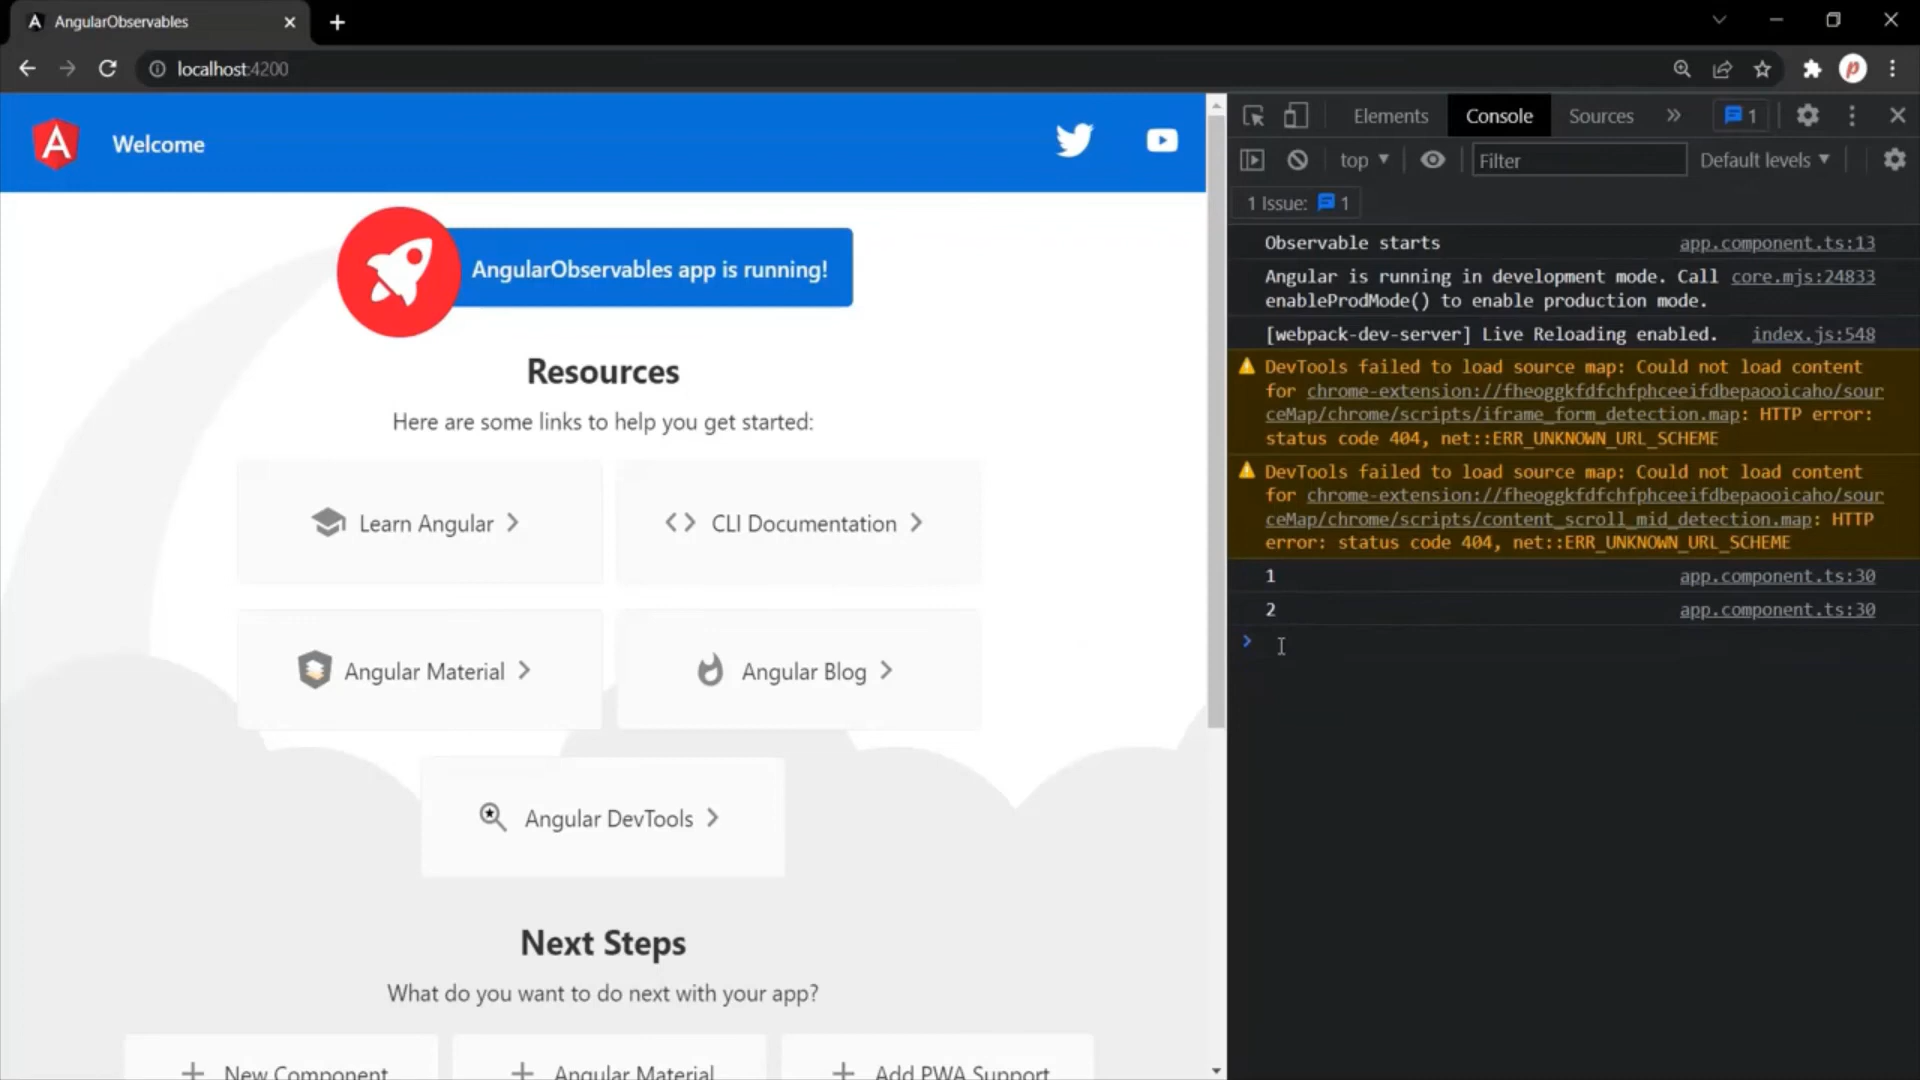 AngularObservables
localhost:4200
Welcome
AngularObservables app is running!
Resources
Here are some links to help you get started:
Learn Angular
CLI Documentation
Angular Material
Angular Blog
Angular DevTools
Next Steps
What do you want to do next with your app?
New Component
Angular Material
Add PWA Support
Elements
Console
Sources
1
top
Filter
Default levels
1 Issue: 1
Observable starts app.component.ts:13
Angular is running in development mode. Call core.mjs:24833
enableProdMode() to enable production mode.
[webpack-dev-server] Live Reloading enabled. index.js:548
DevTools failed to load source map: Could not load content
for chrome-extension://fheoggkfdfchfphceeifdbepaooicaho/sour
ceMap/chrome/scripts/iframe_form_detection.map: HTTP error:
status code 404, net::ERR_UNKNOWN_URL_SCHEME
DevTools failed to load source map: Could not load content
for chrome-extension://fheoggkfdfchfphceeifdbepaooicaho/sour
ceMap/chrome/scripts/content_scroll_mid_detection.map: HTTP
error: status code 404, net::ERR_UNKNOWN_URL_SCHEME
1 app.component.ts:30
2 app.component.ts:30